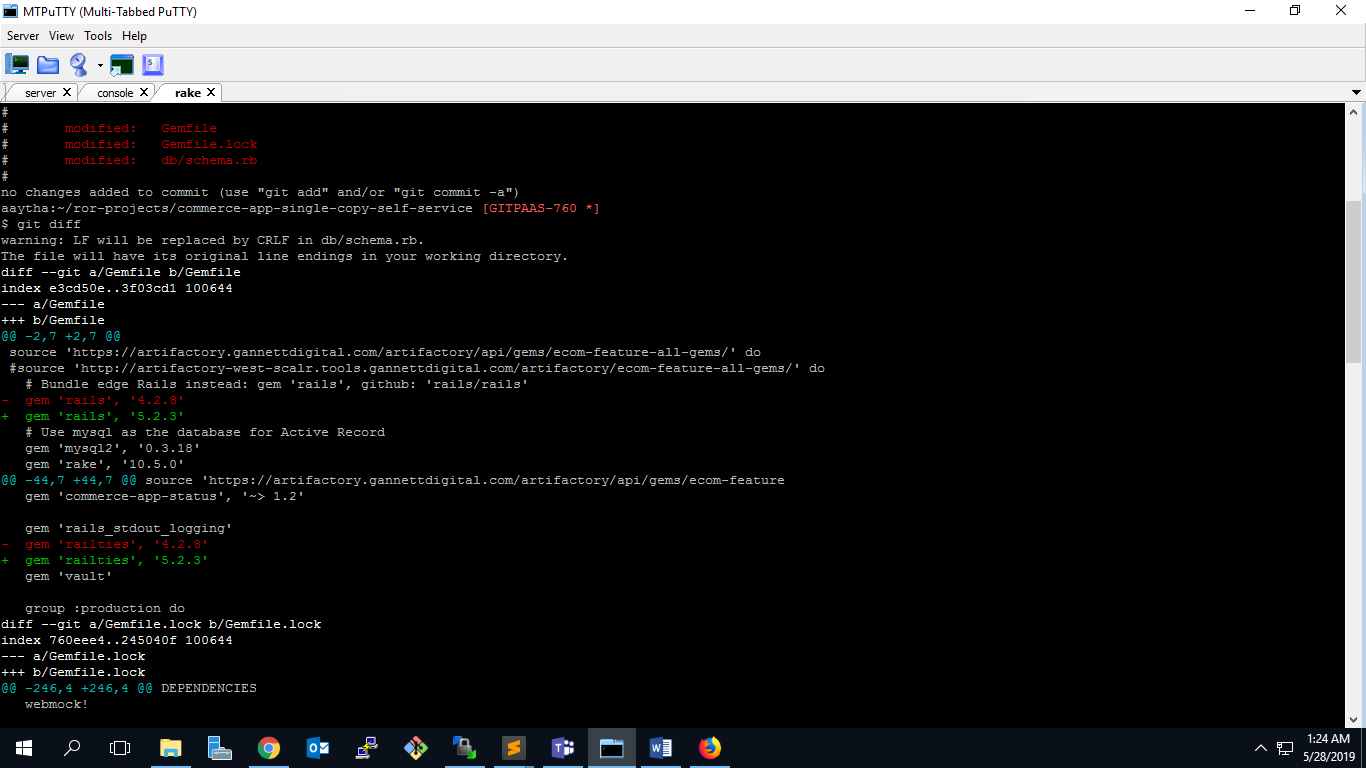 MTPuTTY (Multi-Tabbed PuTTY)
Server View Tools Help
server console rake
#
# modified: Gemfile
# modified: Gemfile.lock
# modified: db/schema.rb
#
no changes added to commit (use "git add" and/or "git commit -a")
aaytha:~/ror-projects/commerce-app-single-copy-self-service [GITPAAS-760 *]
$ git diff
warning: LF will be replaced by CRLF in db/schema.rb.
The file will have its original line endings in your working directory.
diff --git a/Gemfile b/Gemfile
index e3cd50e..3f03cd1 100644
--- a/Gemfile
+++ b/Gemfile
@@ -2,7 +2,7 @@
source 'https://artifactory.gannettdigital.com/artifactory/api/gems/ecom-feature-all-gems/' do
#source 'http://artifactory-west-scalr.tools.gannettdigital.com/artifactory/ecom-feature-all-gems/' do
# Bundle edge Rails instead: gem 'rails', github: 'rails/rails'
- gem 'rails', '4.2.8'
+ gem 'rails', '5.2.3'
# Use mysql as the database for Active Record
gem 'mysql2', '0.3.18'
gem 'rake', '10.5.0'
@@ -44,7 +44,7 @@ source 'https://artifactory.gannettdigital.com/artifactory/api/gems/ecom-feature
gem 'commerce-app-status', '~> 1.2'
gem 'rails_stdout_logging'
- gem 'railties', '4.2.8'
+ gem 'railties', '5.2.3'
gem 'vault'
group :production do
diff --git a/Gemfile.lock b/Gemfile.lock
index 760eee4..245040f 100644
--- a/Gemfile.lock
+++ b/Gemfile.lock
@@ -246,4 +246,4 @@ DEPENDENCIES
webmock!
1:24 AM
5/28/2019